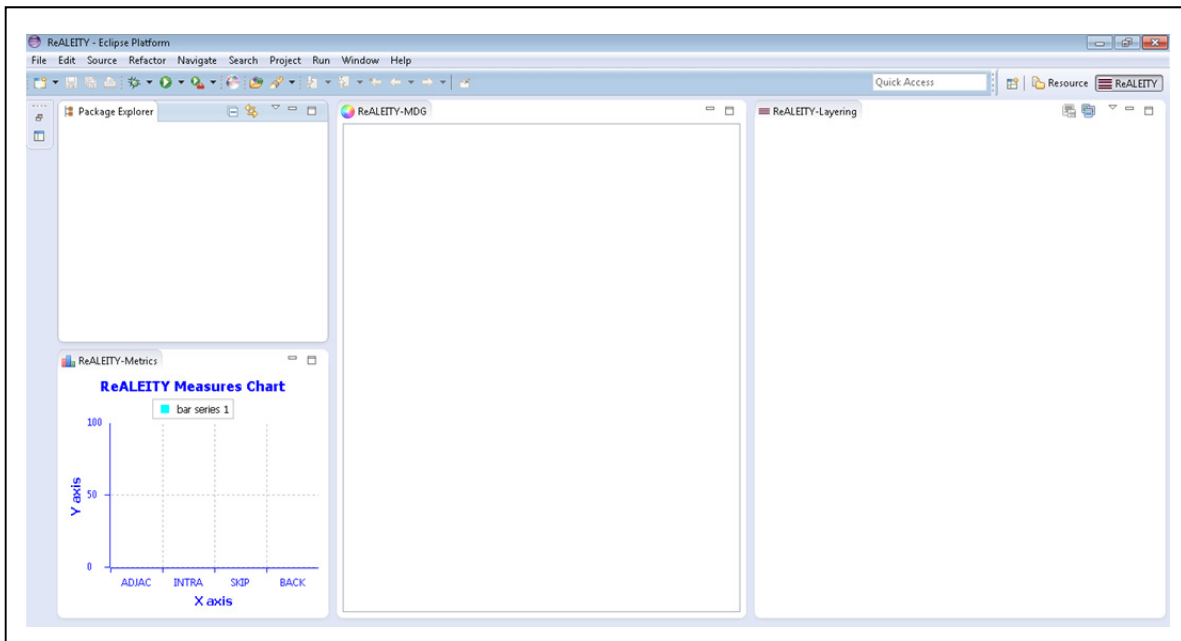 ReALEITY - Eclipse Platform
File Edit Source Refactor Navigate Search Project Run Window Help
Quick Access
Resource
ReALEITY
Package Explorer
ReALEITY-MDG
ReALEITY-Layering
ReALEITY-Metrics
ReALEITY Measures Chart
bar series 1
100
50
0
Y axis
ADJAC INTRA SKIP BACK
X axis